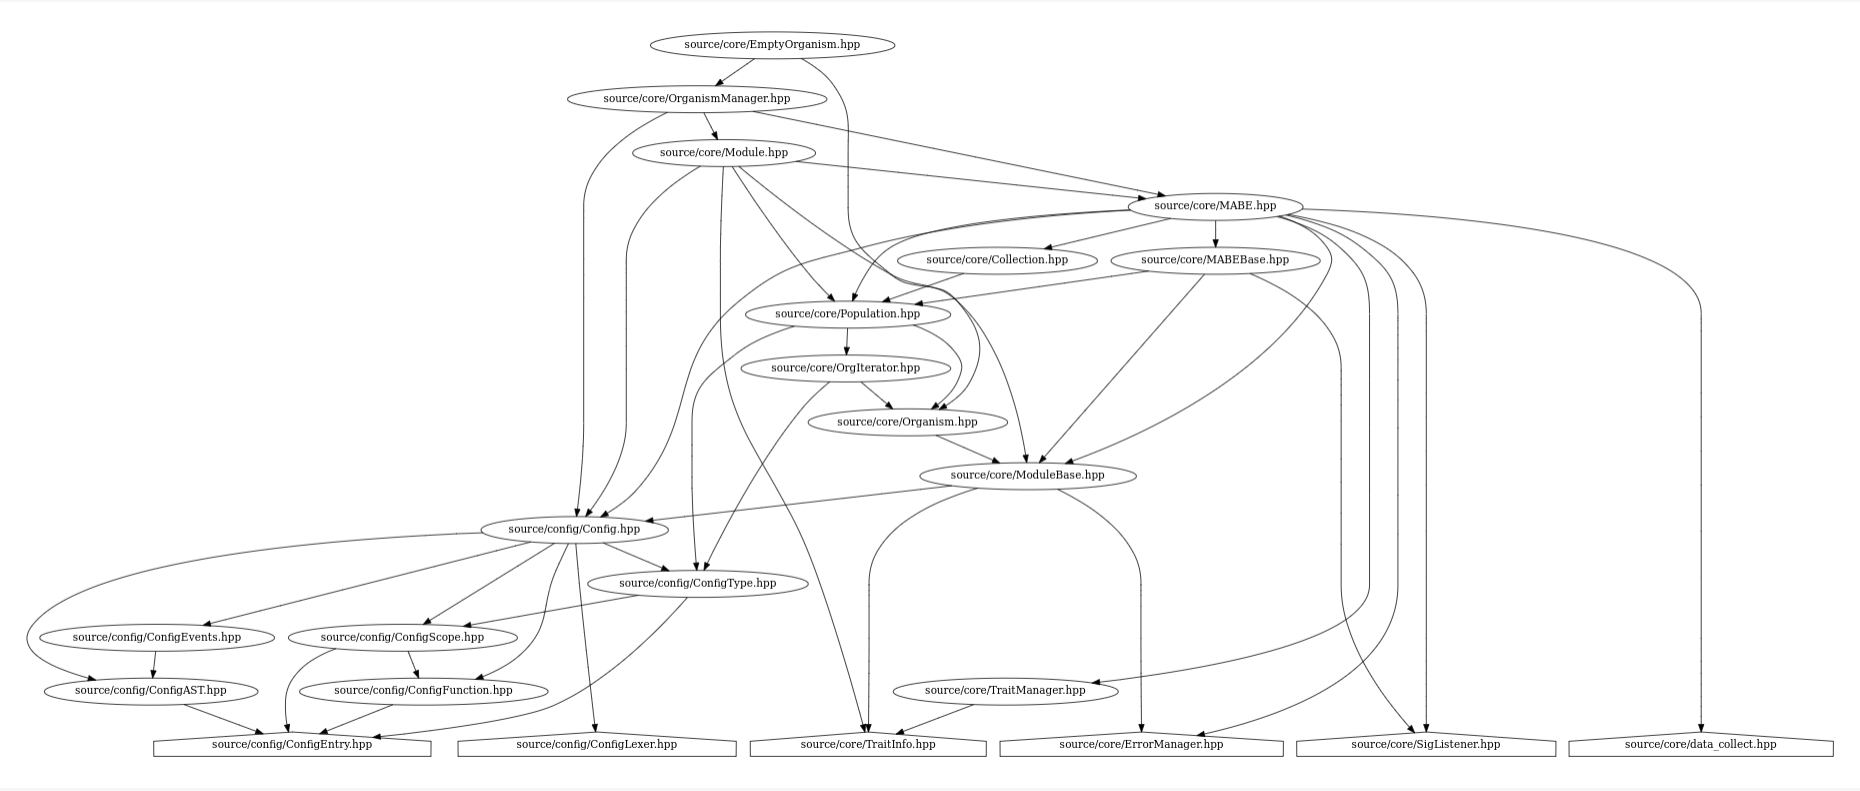 source/core/EmptyOrganism.hpp
source/core/OrganismManager.hpp
source/core/Module.hpp
source/core/MABE.hpp
source/core/Collection.hpp
source/core/MABEBase.hpp
source/core/Population.hpp
source/core/OrgIterator.hpp
source/core/Organism.hpp
source/core/ModuleBase.hpp
source/config/Config.hpp
source/config/ConfigType.hpp
source/config/ConfigEvents.hpp
source/config/ConfigScope.hpp
source/config/ConfigAST.hpp
source/config/ConfigFunction.hpp
source/core/TraitManager.hpp
source/config/ConfigEntry.hpp
source/config/ConfigLexer.hpp
source/core/TraitInfo.hpp
source/core/ErrorManager.hpp
source/core/SigListener.hpp
source/core/data_collect.hpp